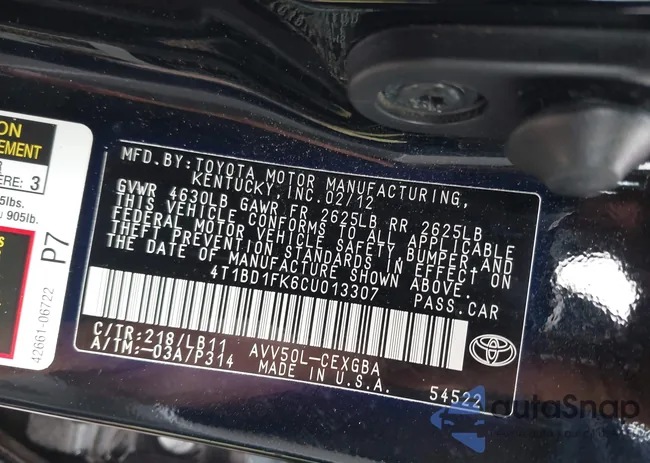 ON
EMENT
ERE: 3
5lbs.
905lb.
P7
42661-06722
MFD.BY:TOYOTA MOTOR MANUFACTURING,
KENTUCKY,INC.02/12
GVWR 4630LB GAWR FR 2625LB RR 2625LB
THIS VEHICLE CONFORMS TO ALL APPLICABLE
FEDERAL MOTOR VEHICLE SAFETY,BUMPER,AND
THEFT PREVENTION STANDARDS IN EFFECT ON
THE DATE OF MANUFACTURE SHOWN ABOVE.
4T1BD1FK6CU013307 PASS.CAR
C/TR:218/LB11 AVV50L-CEXGBA
A/TM:-03A7P314 MADE IN U.S.A.
54522
autoSnap